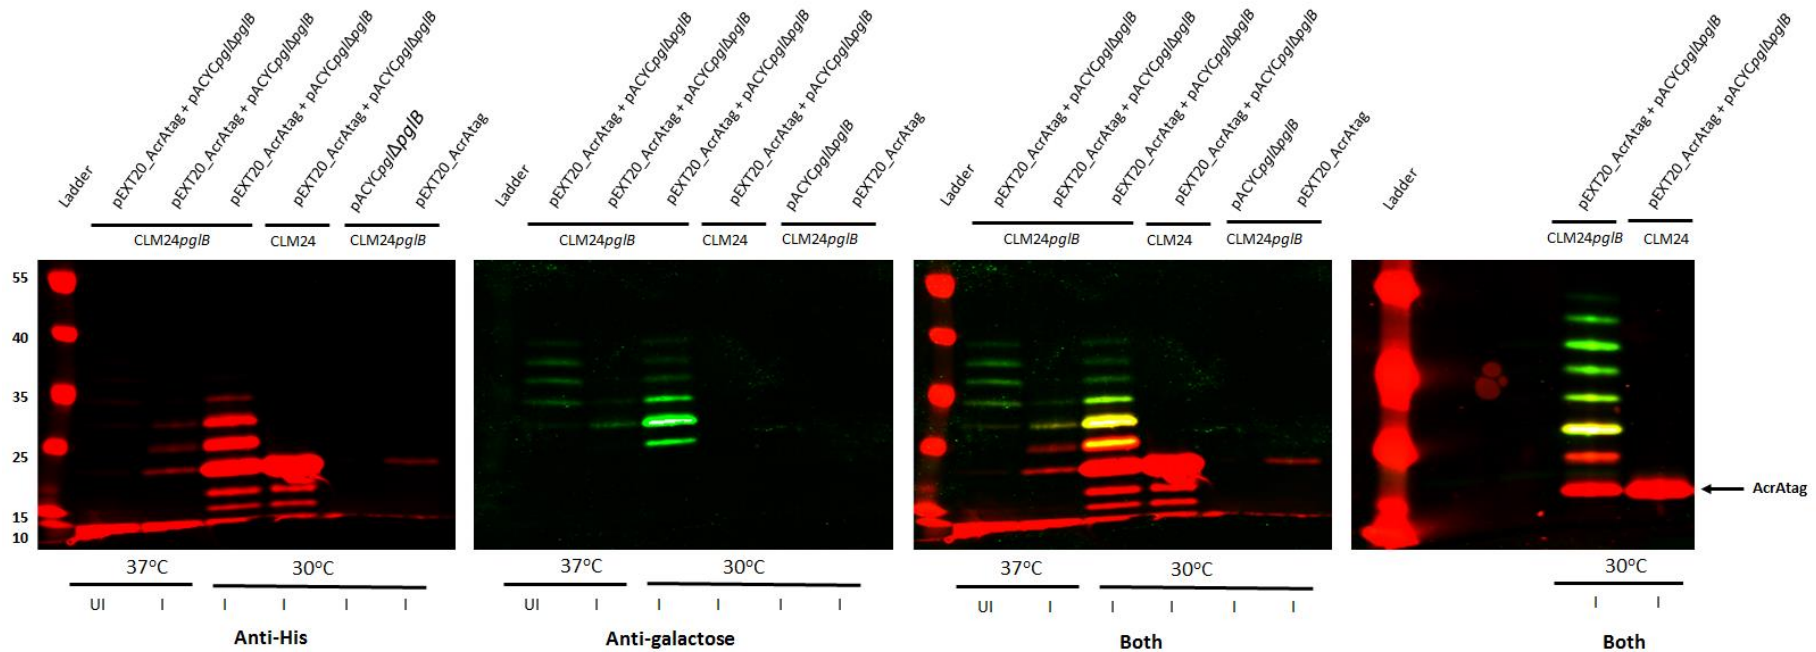 Ladder
pEXT20_AcrAtag + pACYCpglΔpglB
pEXT20_AcrAtag + pACYCpglΔpglB
pEXT20_AcrAtag + pACYCpglΔpglB
pEXT20_AcrAtag + pACYCpglΔpglB
pACYCpglΔpglB
pEXT20_AcrAtag
Ladder
pEXT20_AcrAtag + pACYCpglΔpglB
pEXT20_AcrAtag + pACYCpglΔpglB
pEXT20_AcrAtag + pACYCpglΔpglB
pEXT20_AcrAtag + pACYCpglΔpglB
pACYCpglΔpglB
pEXT20_AcrAtag
Ladder
pEXT20_AcrAtag + pACYCpglΔpglB
pEXT20_AcrAtag + pACYCpglΔpglB
pEXT20_AcrAtag + pACYCpglΔpglB
pEXT20_AcrAtag + pACYCpglΔpglB
pACYCpglΔpglB
pEXT20_AcrAtag
Ladder
pEXT20_AcrAtag + pACYCpglΔpglB
pEXT20_AcrAtag + pACYCpglΔpglB
CLM24pglB CLM24 CLM24pglB
CLM24pglB CLM24 CLM24pglB
CLM24pglB CLM24 CLM24pglB
CLM24pglB CLM24
55
40
35
25
15
10
AcrAtag
37°C 30°C
UI I I I I I
Anti-His
37°C 30°C
UI I I I I I
Anti-galactose
37°C 30°C
UI I I I I I
Both
30°C
I I
Both